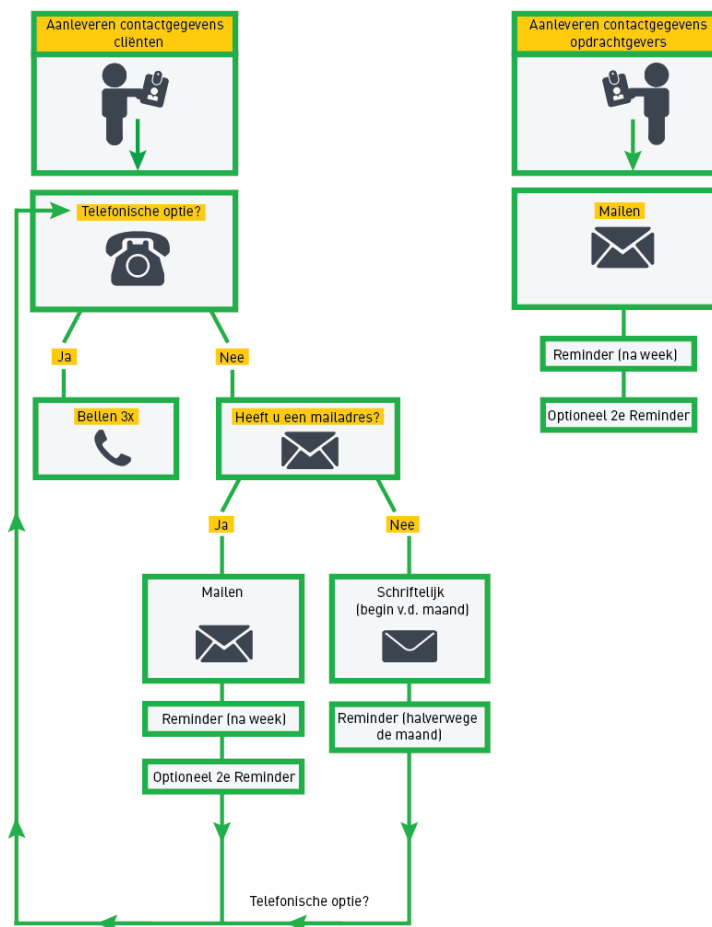 Aanleveren contactgegevens
cliënten
Aanleveren contactgegevens
opdrachtgevers
Telefonische optie?
Mailen
Ja
Nee
Reminder (na week)
Bellen 3x
Heeft u een mailadres?
Optioneel 2e Reminder
Ja
Nee
Mailen
Schriftelijk
(begin v.d. maand)
Reminder (na week)
Reminder (halverwege
de maand)
Optioneel 2e Reminder
Telefonische optie?